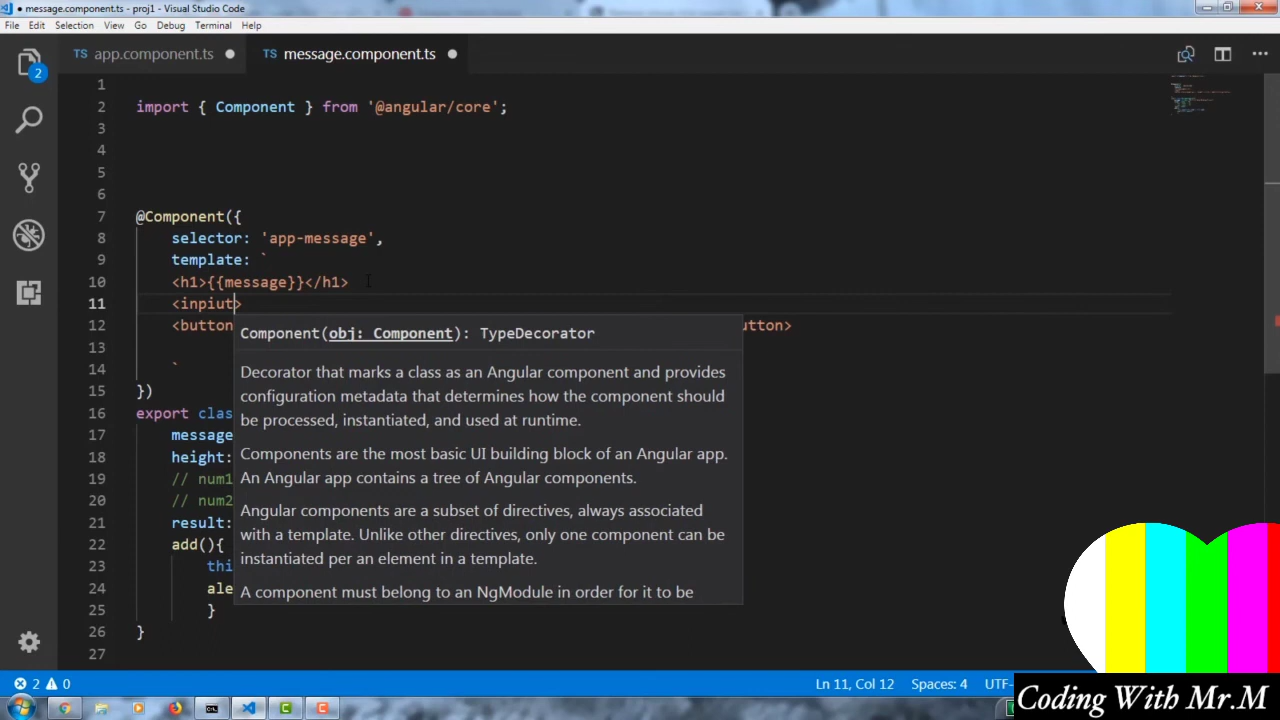 message.component.ts - proj1 - Visual Studio Code
File Edit Selection View Go Debug Terminal Help
TS app.component.ts TS message.component.ts
2
1
2 import { Component } from '@angular/core';
3
4
5
6
7 @Component({
8 selector: 'app-message',
9 template: `
10 <h1>{{message}}</h1>
11 <inpiut>
12 <button utton>
Component(obj: Component): TypeDecorator
13
Decorator that marks a class as an Angular component and provides
14 `
configuration metadata that determines how the component should
15 })
be processed, instantiated, and used at runtime.
16 export clas
17 message
Components are the most basic UI building block of an Angular app.
18 height:
An Angular app contains a tree of Angular components.
19 // num1
20 // num2
Angular components are a subset of directives, always associated
21 result:
with a template. Unlike other directives, only one component can be
22 add(){
instantiated per an element in a template.
23 thi
24 ale
A component must belong to an NgModule in order for it to be
25 }
26 }
27
2 0 Ln 11, Col 12 Spaces: 4 UTF-
Coding With Mr.M